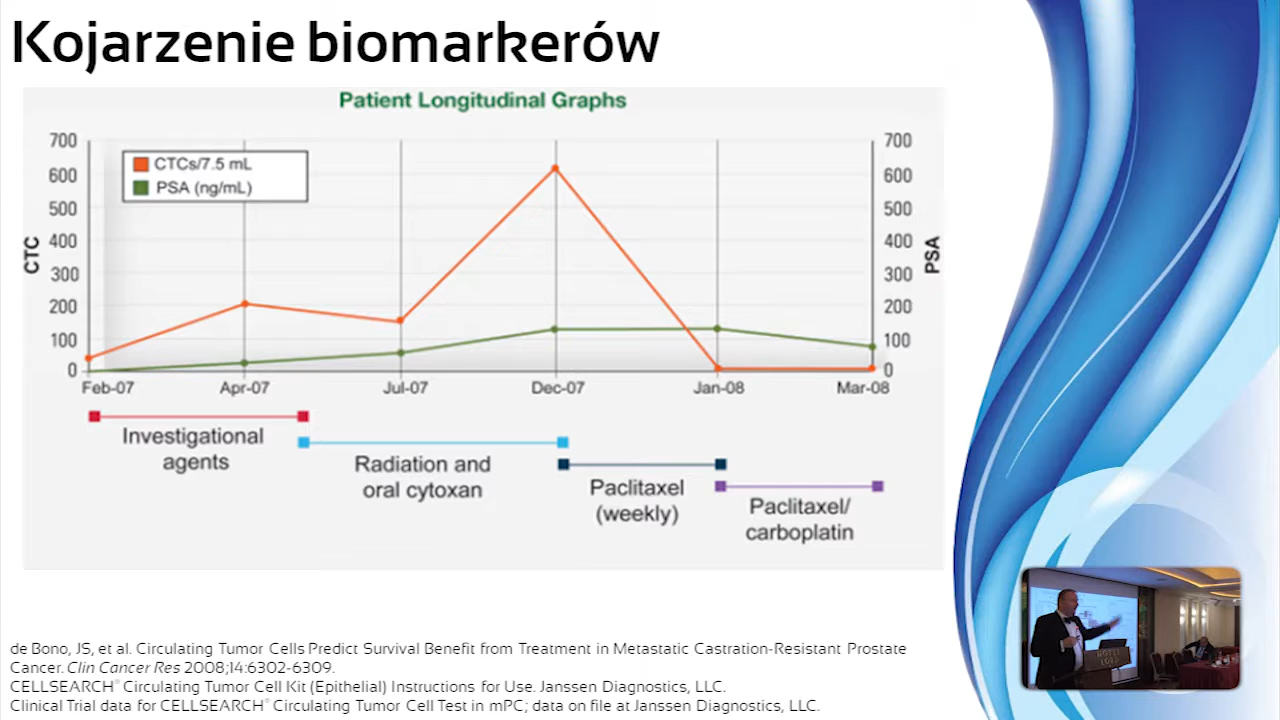 Kojarzenie biomarkerów
Patient Longitudinal Graphs
CTCs/7.5 mL
PSA (ng/mL)
CTC
700
600
500
400
300
200
100
0
700
600
500
400
300
200
100
0
PSA
Feb-07 Apr-07 Jul-07 Dec-07 Jan-08 Mar-08
Investigational
agents
Radiation and
oral cytoxan
Paclitaxel
(weekly)
Paclitaxel/
carboplatin
de Bono, JS, et al. Circulating Tumor Cells Predict Survival Benefit from Treatment in Metastatic Castration-Resistant Prostate
Cancer. Clin Cancer Res 2008;14:6302-6309.
CELLSEARCH® Circulating Tumor Cell Kit (Epithelial) Instructions for Use. Janssen Diagnostics, LLC.
Clinical Trial data for CELLSEARCH® Circulating Tumor Cell Test in mPC; data on file at Janssen Diagnostics, LLC.
HOTEL